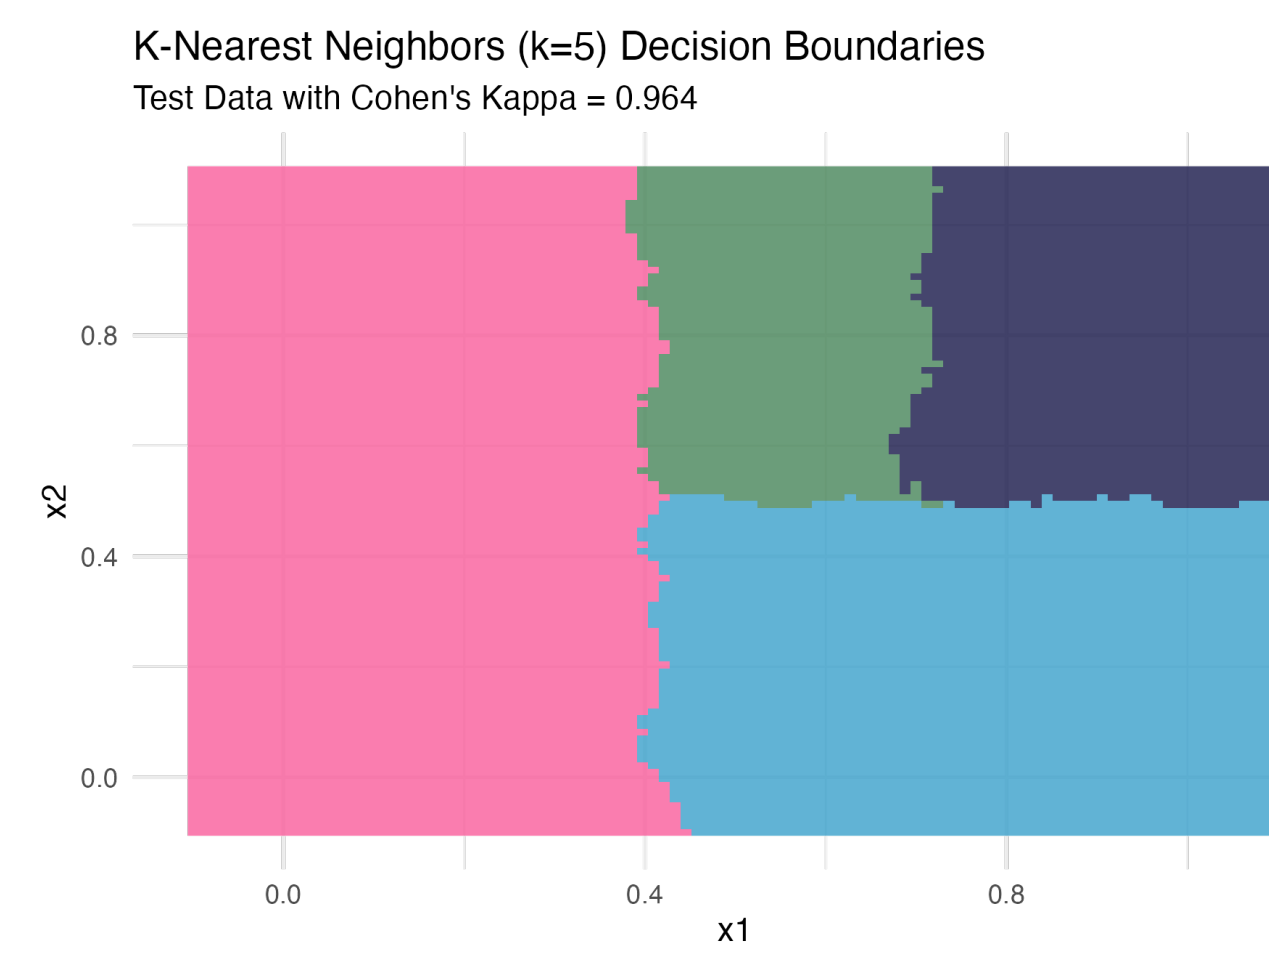 K-Nearest Neighbors (k=5) Decision Boundaries
Test Data with Cohen's Kappa = 0.964
0.8
0.4
0.0
x2
0.0 0.4 0.8
x1